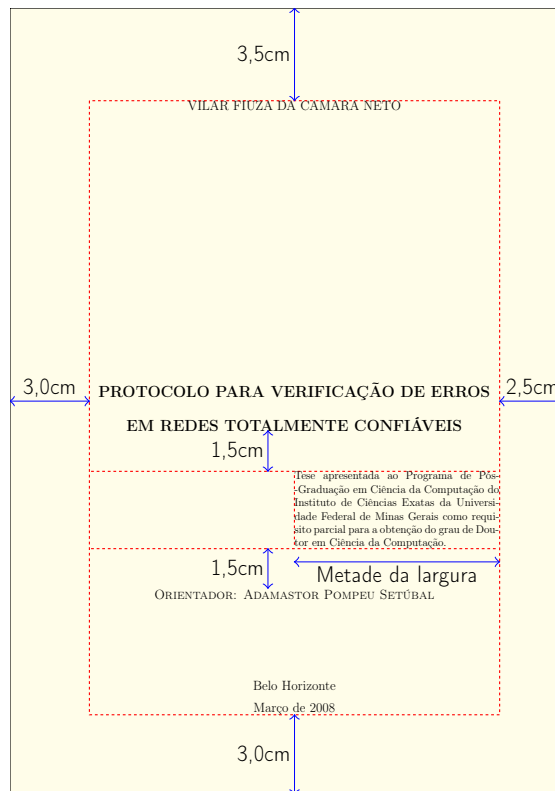 3,5cm
VILAR FIUZA DA CAMARA NETO
3,0cm
2,5cm
PROTOCOLO PARA VERIFICAÇÃO DE ERROS
EM REDES TOTALMENTE CONFIÁVEIS
1,5cm
Tese apresentada ao Programa de Pós-
-Graduação em Ciência da Computação do
Instituto de Ciências Exatas da Universi-
dade Federal de Minas Gerais como requi-
sito parcial para a obtenção do grau de Dou-
tor em Ciência da Computação.
1,5cm
Metade da largura
Orientador: Adamastor Pompeu Setúbal
Belo Horizonte
Março de 2008
3,0cm